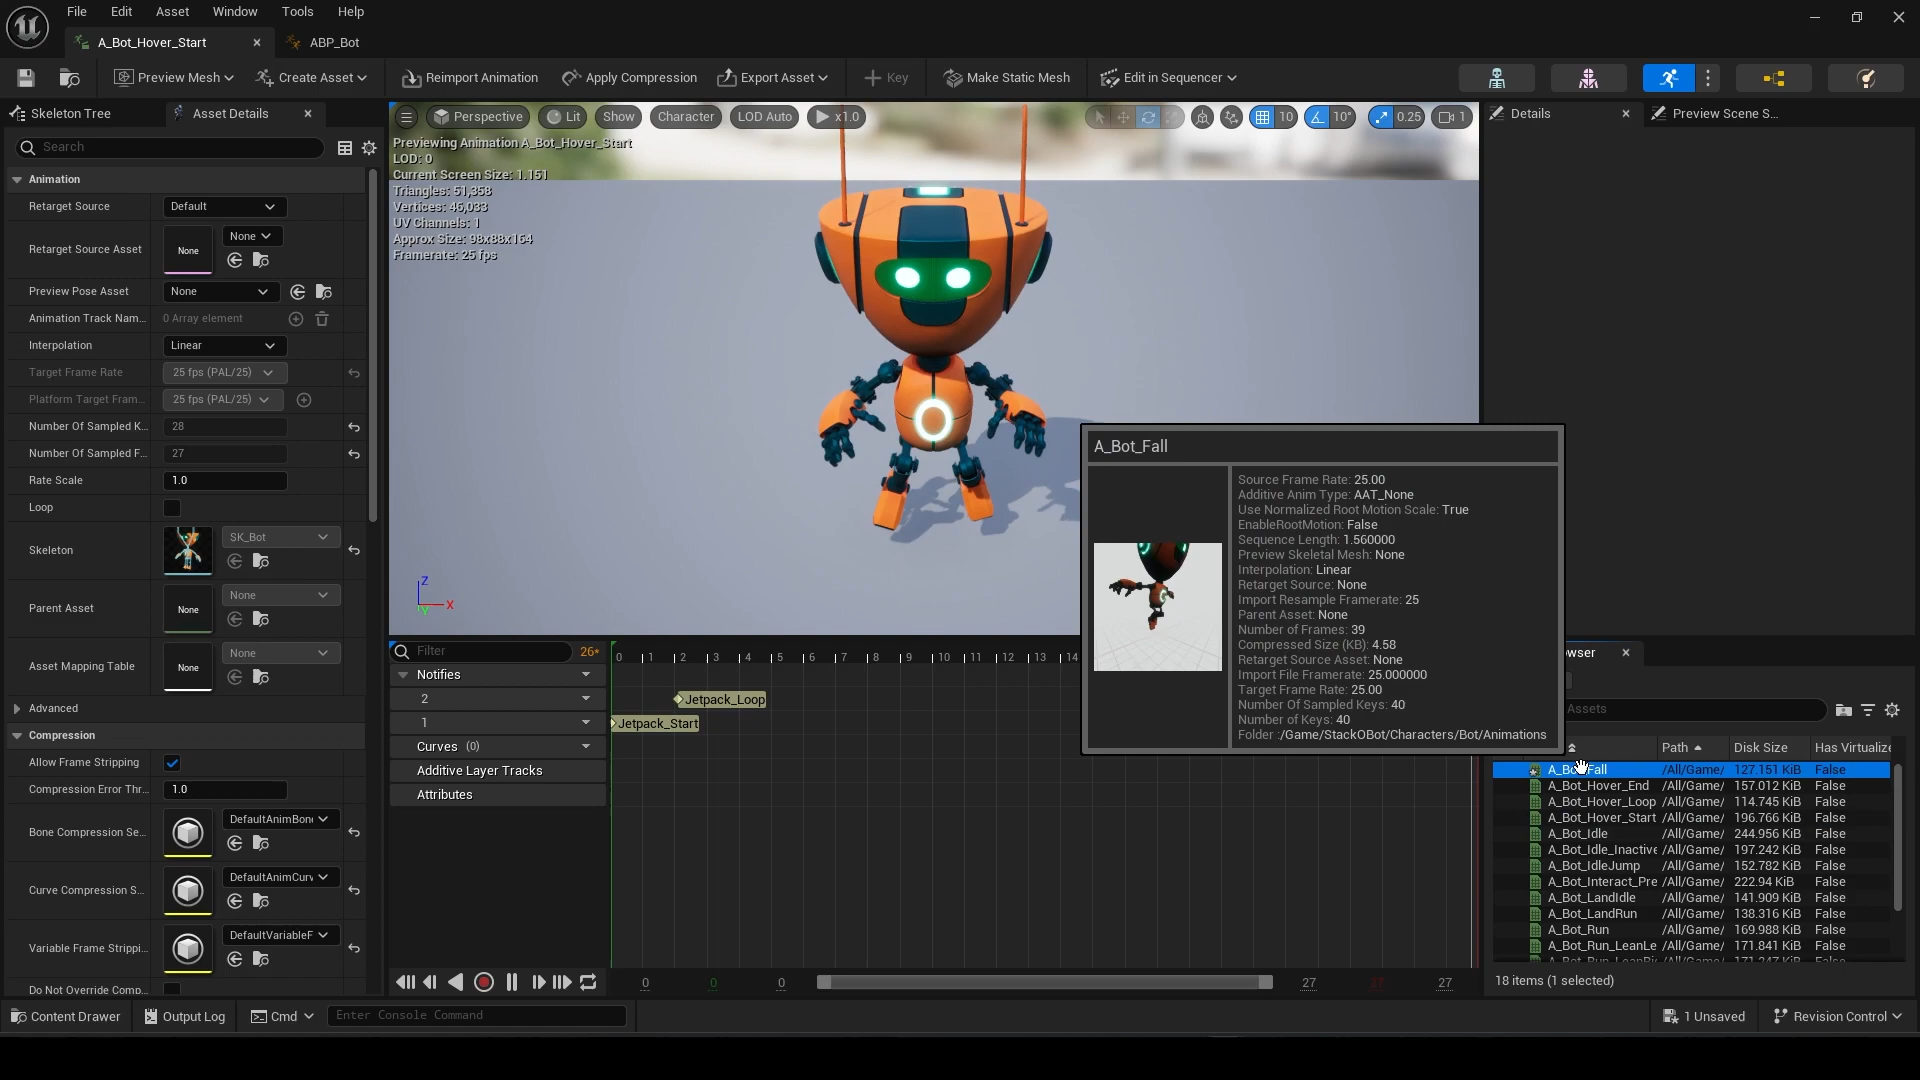 File Edit Asset Window Tools Help
A_Bot_Hover_Start
ABP_Bot
Preview Mesh
Create Asset
Reimport Animation
Apply Compression
Export Asset
Key
Make Static Mesh
Edit in Sequencer
Skeleton Tree
Asset Details
Search
Animation
Retarget Source Default
Retarget Source Asset None None
Preview Pose Asset None
Animation Track Nam... 0 Array element
Interpolation Linear
Target Frame Rate 25 fps (PAL/25)
Platform Target Fram... 25 fps (PAL/25)
Number Of Sampled K... 28
Number Of Sampled F... 27
Rate Scale 1.0
Loop
Skeleton SK_Bot
Parent Asset None None
Asset Mapping Table None None
Advanced
Compression
Allow Frame Stripping
Compression Error Thr... 1.0
Bone Compression Se... DefaultAnimBon
Curve Compression S... DefaultAnimCurv
Variable Frame Strippi... DefaultVariableF
Do Not Override Comp...
Perspective Lit Show Character LOD Auto x1.0
10 10° 0.25 1
Previewing Animation A_Bot_Hover_Start
LOD: 0
Current Screen Size: 1.151
Triangles: 51,358
Vertices: 46,033
UV Channels: 1
Approx Size: 98x88x164
Framerate: 25 fps
Z
X
Y
Filter 26*
0 1 2 3 4 5 6 7 8 9 10 11 12 13 14
Notifies
2 Jetpack_Loop
1 Jetpack_Start
Curves (0)
Additive Layer Tracks
Attributes
0 0 0 27 27 27
Details
Preview Scene S...
A_Bot_Fall
Source Frame Rate: 25.00
Additive Anim Type: AAT_None
Use Normalized Root Motion Scale: True
EnableRootMotion: False
Sequence Length: 1.560000
Preview Skeletal Mesh: None
Interpolation: Linear
Retarget Source: None
Import Resample Framerate: 25
Parent Asset: None
Number of Frames: 39
Compressed Size (KB): 4.58
Retarget Source Asset: None
Import File Framerate: 25.000000
Target Frame Rate: 25.00
Number Of Sampled Keys: 40
Number of Keys: 40
Folder :/Game/StackOBot/Characters/Bot/Animations
owser
Assets
Path Disk Size Has Virtualize
A_Bot_Fall /All/Game/ 127.151 KiB False
A_Bot_Hover_End /All/Game/ 157.012 KiB False
A_Bot_Hover_Loop /All/Game/ 114.745 KiB False
A_Bot_Hover_Start /All/Game/ 196.766 KiB False
A_Bot_Idle /All/Game/ 244.956 KiB False
A_Bot_Idle_Inactive /All/Game/ 197.242 KiB False
A_Bot_IdleJump /All/Game/ 152.782 KiB False
A_Bot_Interact_Pre /All/Game/ 222.94 KiB False
A_Bot_LandIdle /All/Game/ 141.909 KiB False
A_Bot_LandRun /All/Game/ 138.316 KiB False
A_Bot_Run /All/Game/ 169.988 KiB False
A_Bot_Run_LeanLe /All/Game/ 171.841 KiB False
A_Bot_Run_LeanRi /All/Game/ 171.247 KiB False
18 items (1 selected)
Content Drawer
Output Log
Cmd
Enter Console Command
1 Unsaved
Revision Control